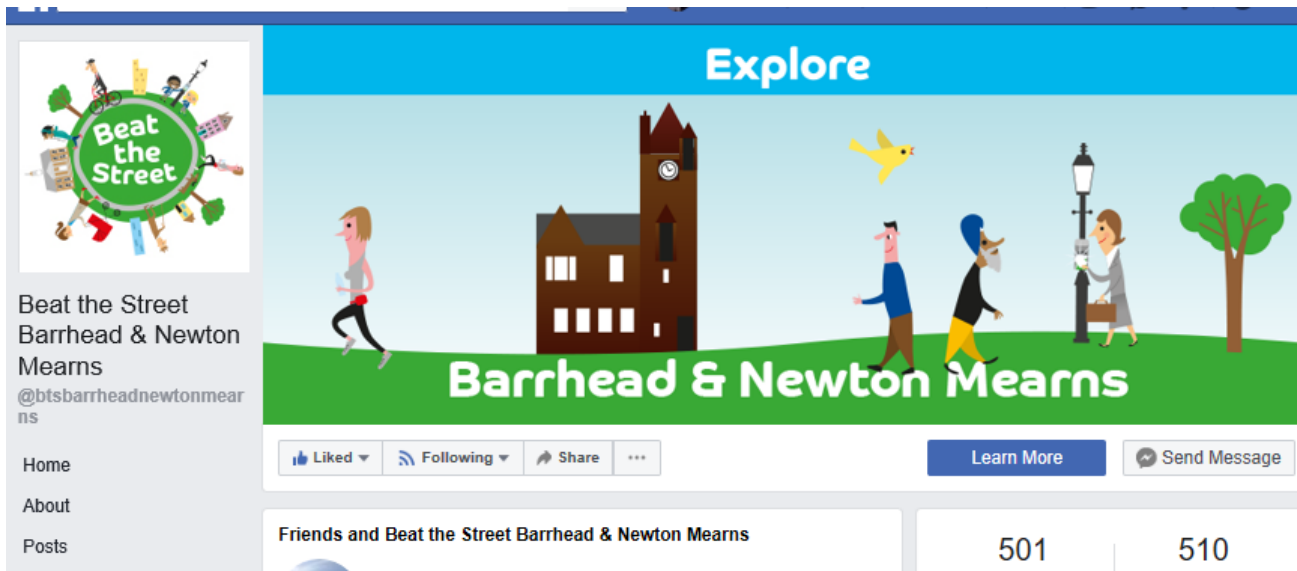 Beat
the
Street
Explore
Barrhead & Newton Mearns
Beat the Street
Barrhead & Newton
Mearns
@btsbarrheadnewtonmear
ns
Home
About
Posts
Liked Following Share ...
Learn More Send Message
Friends and Beat the Street Barrhead & Newton Mearns
501 510